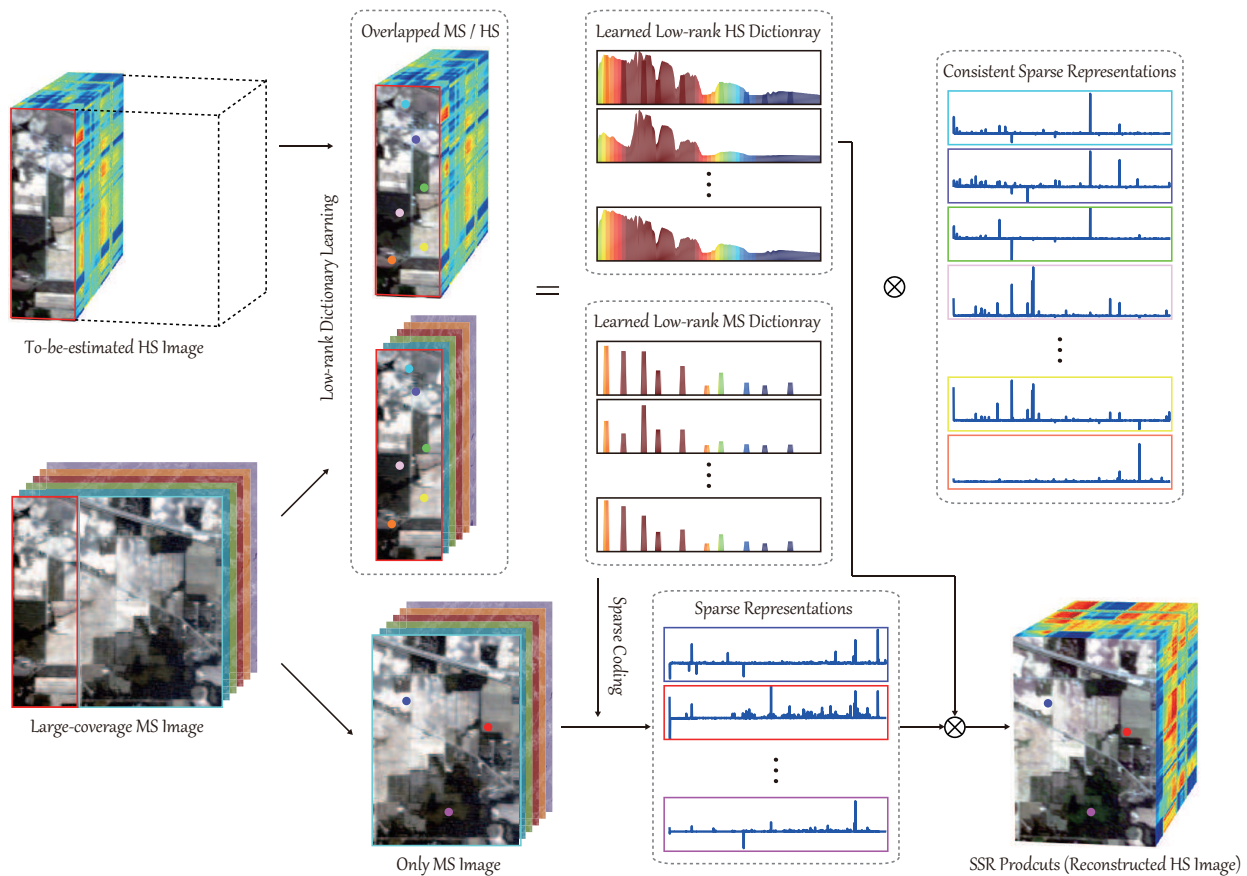 Overlapped MS / HS
Learned Low-rank HS Dictionray
Consistent Sparse Representations
Low-rank Dictionary Learning
To-be-estimated HS Image
Learned Low-rank MS Dictionray
Sparse Coding
Sparse Representations
Large-coverage MS Image
Only MS Image
SSR Prodcuts (Reconstructed HS Image)